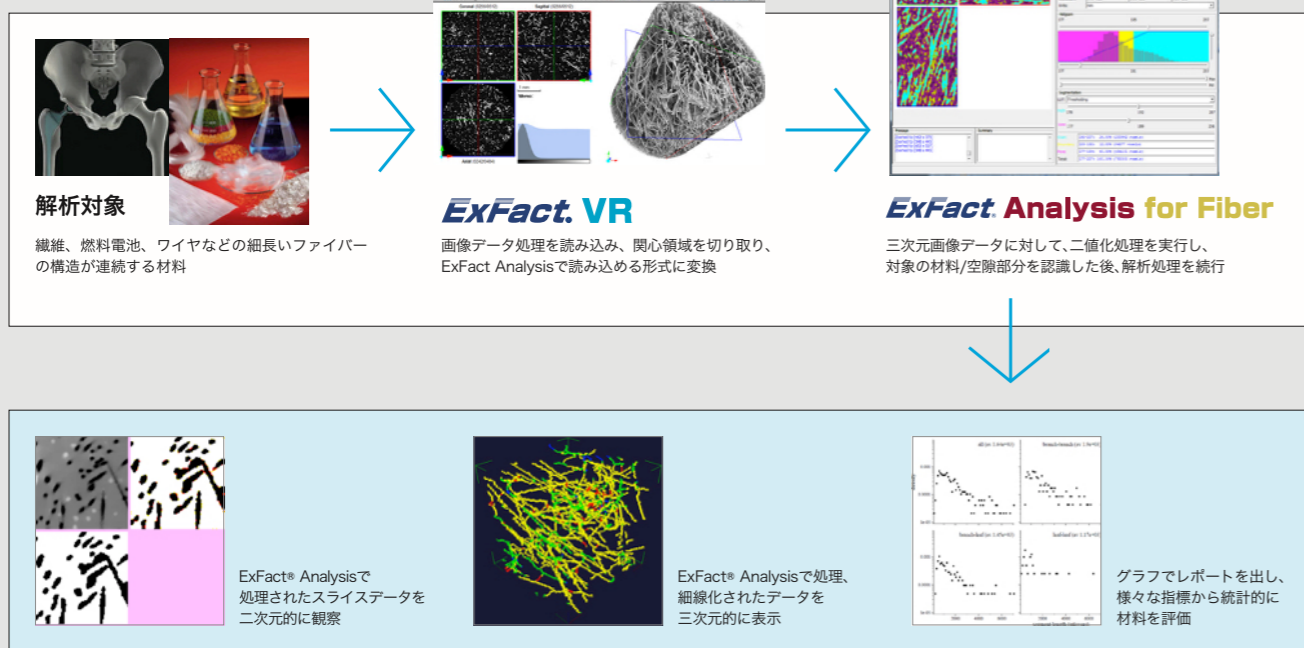 解析対象
繊維、燃料電池、ワイヤなどの細長いファイバー
の構造が連続する材料
ExFact. VR
画像データ処理を読み込み、関心領域を切り取り、
ExFact Analysisで読み込める形式に変換
ExFact. Analysis for Fiber
三次元画像データに対して、二値化処理を実行し、
対象の材料/空隙部分を認識した後、解析処理を続行
ExFact® Analysisで
処理されたスライスデータを
二次元的に観察
ExFact® Analysisで処理、
細線化されたデータを
三次元的に表示
グラフでレポートを出し、
様々な指標から統計的に
材料を評価